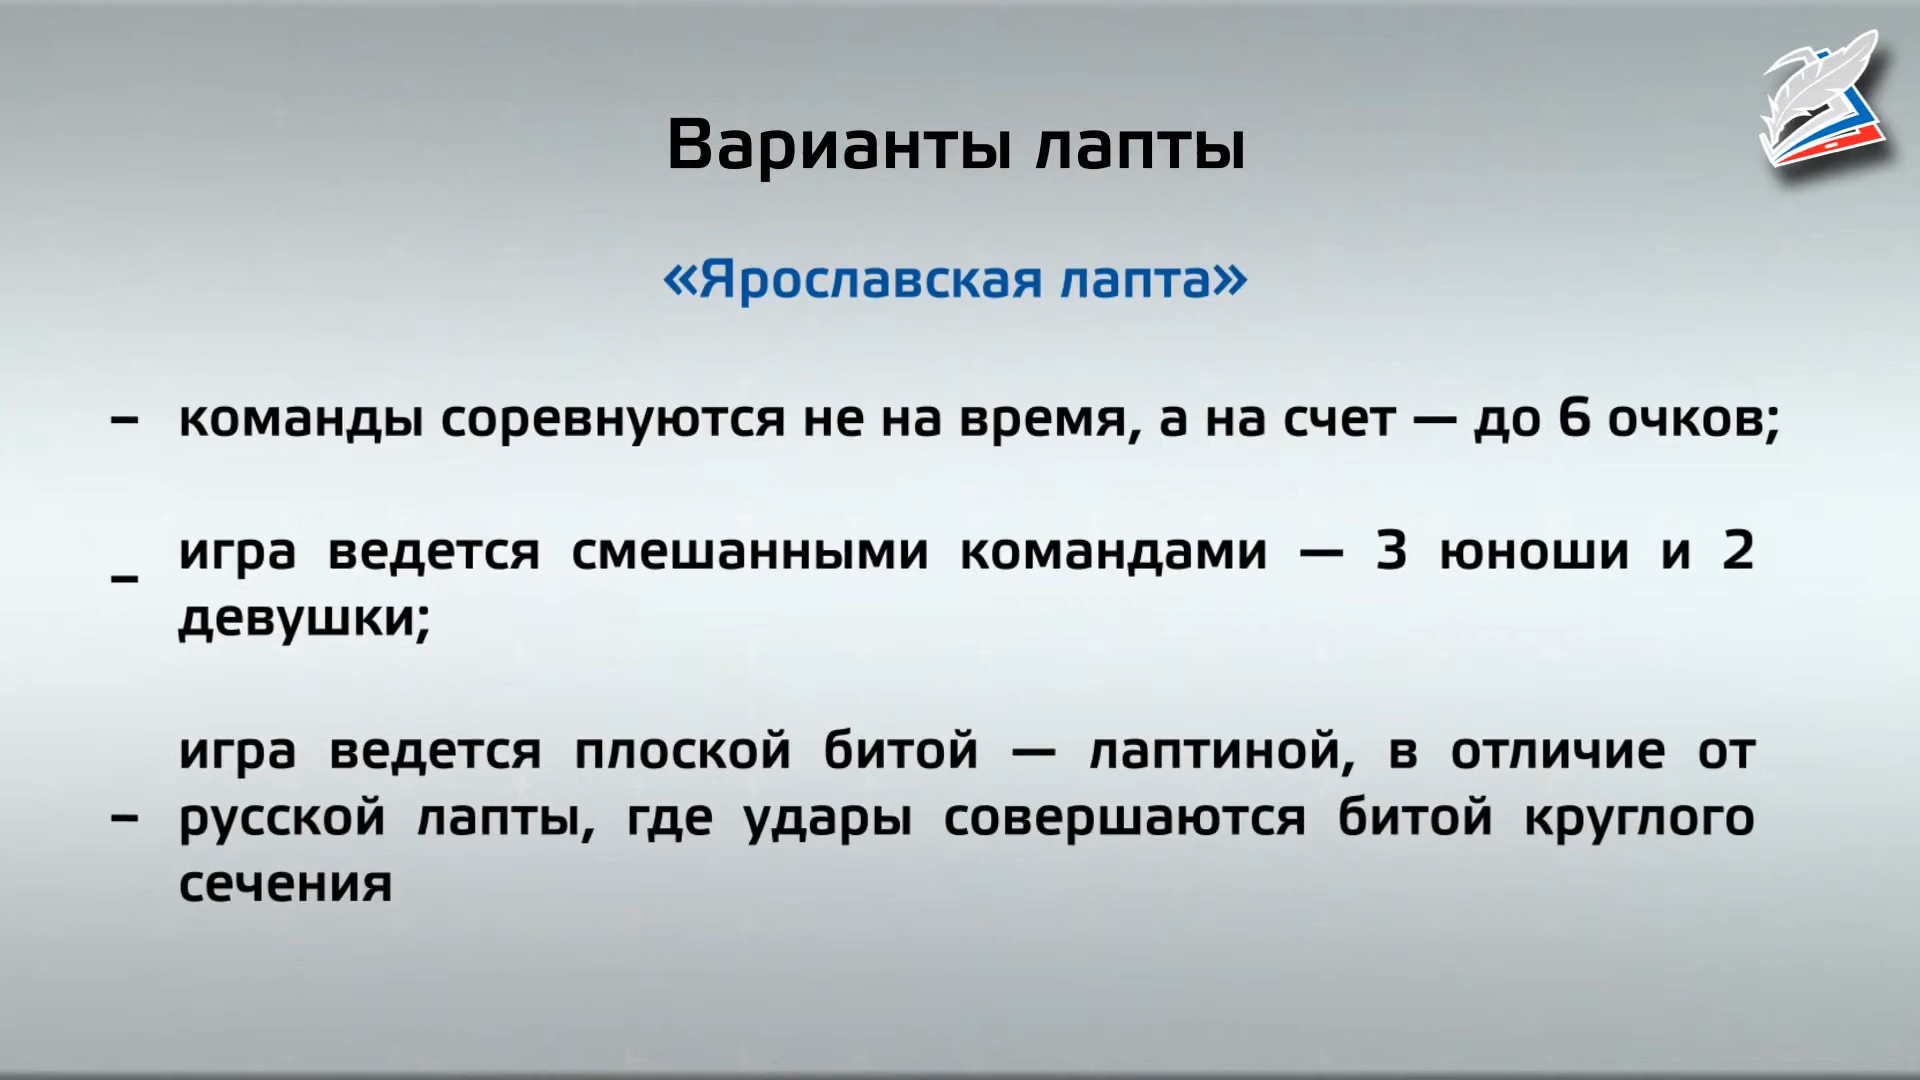 Варианты лапты
«Ярославская лапта»
– команды соревнуются не на время, а на счет — до 6 очков;
– игра ведется смешанными командами — 3 юноши и 2
девушки;
– игра ведется плоской битой — лаптиной, в отличие от
русской лапты, где удары совершаются битой круглого
сечения